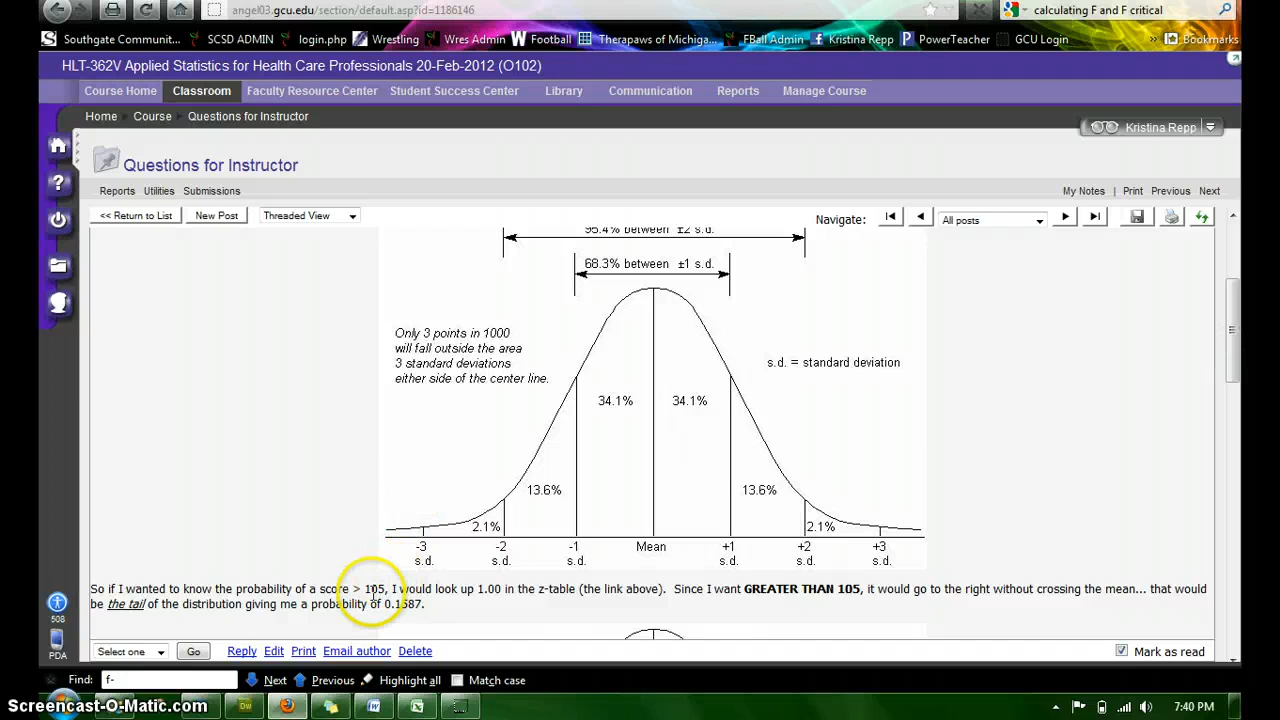 angel03.gcu.edu/section/default.asp?id=1186146
calculating F and F critical
Southgate Communit... SCSD ADMIN login.php Wrestling Wres Admin Football Therapaws of Michig... FBall Admin Kristina Repp PowerTeacher GCU Login » Bookmarks
HLT-362V Applied Statistics for Health Care Professionals 20-Feb-2012 (O102)
Course Home Classroom Faculty Resource Center Student Success Center Library Communication Reports Manage Course
Home Course Questions for Instructor
Kristina Repp
Questions for Instructor
Reports Utilities Submissions
My Notes | Print Previous Next
<< Return to List New Post Threaded View Navigate: All posts
95.4% between ±2 s.d.
68.3% between ±1 s.d.
Only 3 points in 1000
will fall outside the area
3 standard deviations
either side of the center line.
s.d. = standard deviation
34.1% 34.1%
13.6% 13.6%
2.1% 2.1%
-3 -2 -1 Mean +1 +2 +3
s.d. s.d. s.d. s.d. s.d. s.d.
So if I wanted to know the probability of a score > 105, I would look up 1.00 in the z-table (the link above). Since I want GREATER THAN 105, it would go to the right without crossing the mean... that would
be the tail of the distribution giving me a probability of 0.1587.
508
PDA
Select one Go Reply Edit Print Email author Delete Mark as read
Find: f- Next Previous Highlight all Match case
Screencast-O-Matic.com
7:40 PM